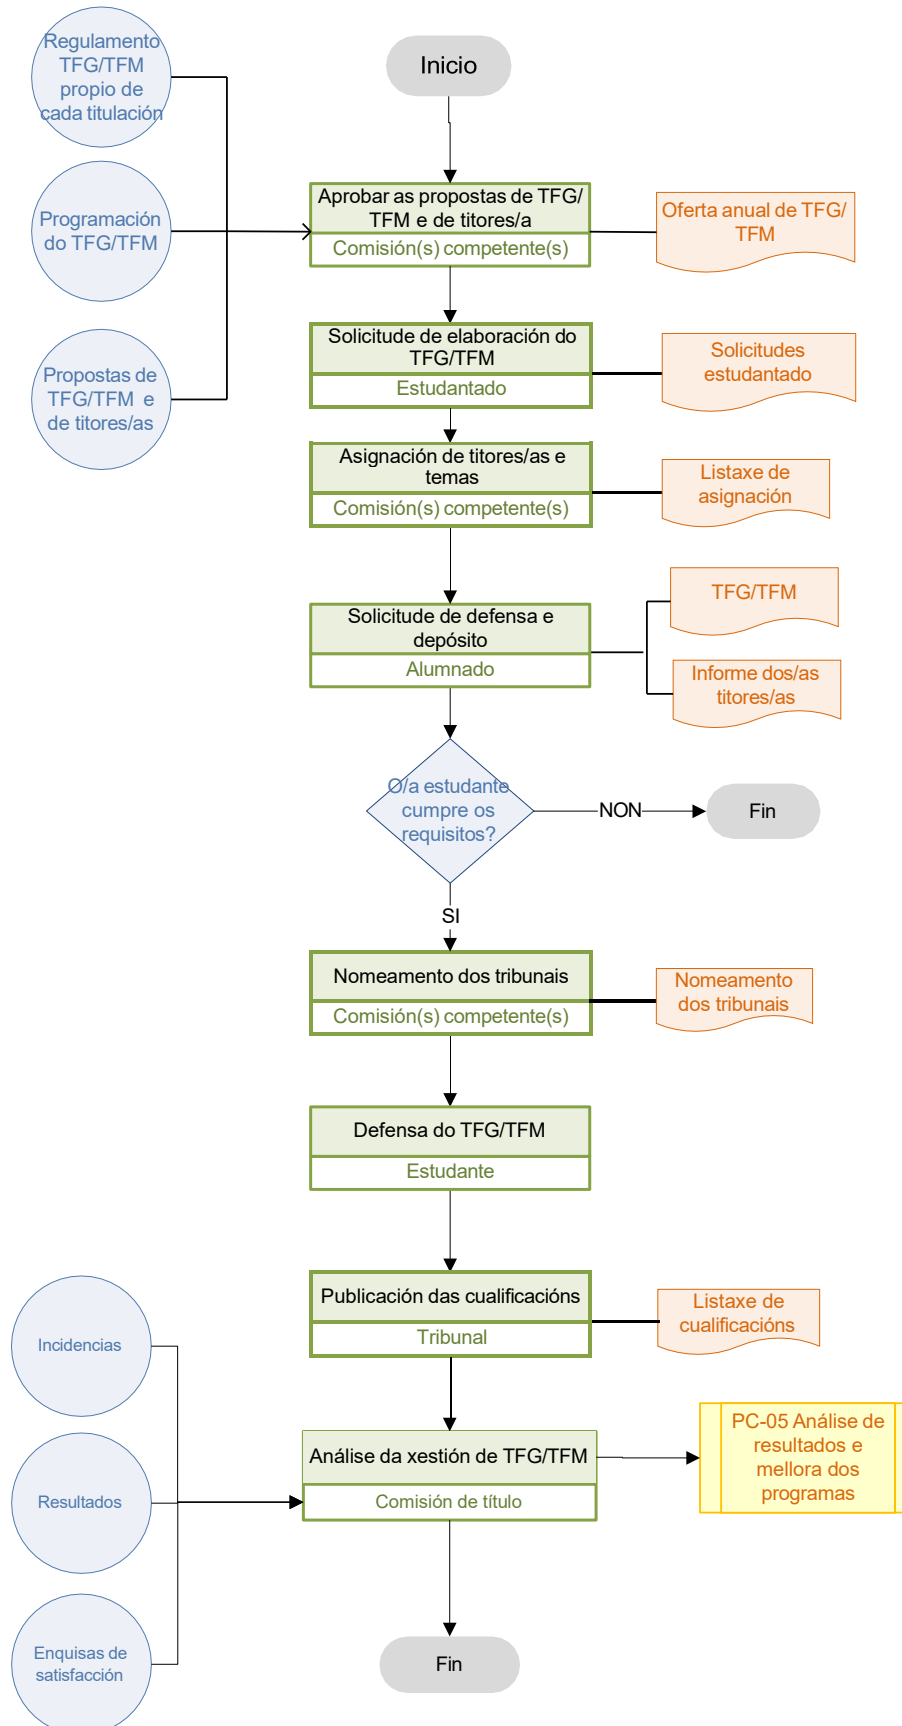 Regulamento
TFG/TFM
propio de
cada titulación
Inicio
Programación
do TFG/TFM
Aprobar as propostas de TFG/
TFM e de titores/a
Comisión(s) competente(s)
Oferta anual de TFG/
TFM
Propostas de
TFG/TFM e
de titores/as
Solicitude de elaboración do
TFG/TFM
Estudantado
Solicitudes
estudantado
Asignación de titores/as e
temas
Comisión(s) competente(s)
Listaxe de
asignación
Solicitude de defensa e
depósito
Alumnado
TFG/TFM
Informe dos/as
titores/as
O/a estudante
cumpre os
requisitos?
NON
Fin
SI
Nomeamento dos tribunais
Comisión(s) competente(s)
Nomeamento
dos tribunais
Defensa do TFG/TFM
Estudante
Publicación das cualificacións
Tribunal
Listaxe de
cualificacións
Incidencias
Resultados
Enquisas de
satisfacción
Análise da xestión de TFG/TFM
Comisión de título
PC-05 Análise de
resultados e
mellora dos
programas
Fin